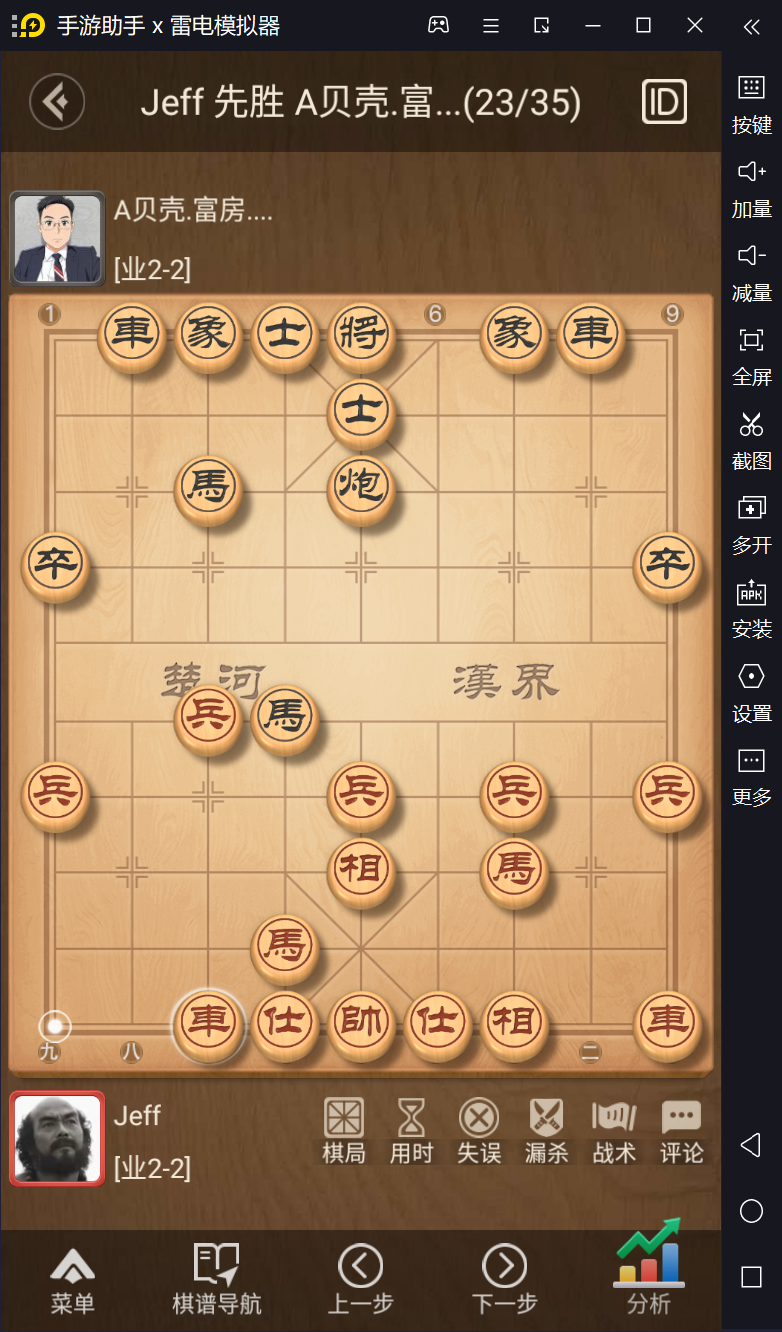 手游助手 x 雷电模拟器
Jeff 先胜 A贝壳.富...(23/35)
ID
按键
加量
减量
全屏
截图
多开
APK
安装
设置
更多
A贝壳.富房....
[业2-2]
1 6 9
車 象 士 將 象 車
士
馬 炮
卒 卒
楚河 漢界
兵 馬
兵 兵 兵 兵
相 馬
馬
車 仕 帥 仕 相 車
九 八 二
Jeff
[业2-2]
棋局 用时 失误 漏杀 战术 评论
菜单 棋谱导航 上一步 下一步 分析